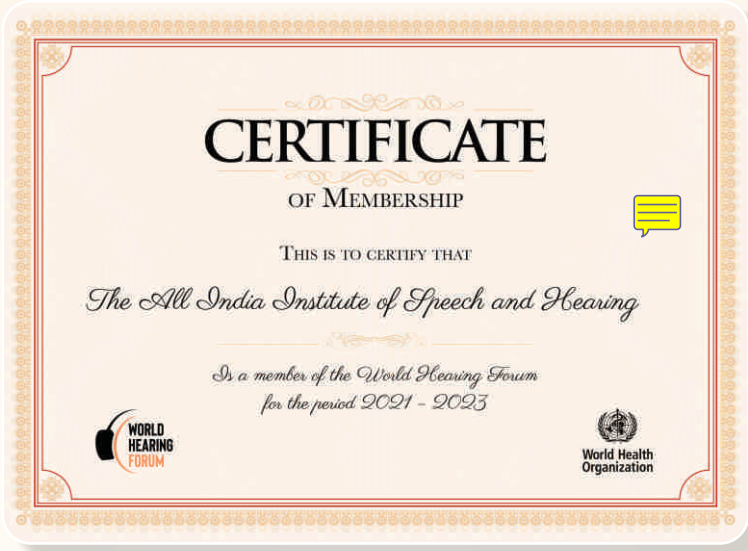 CERTIFICATE
OF MEMBERSHIP
THIS IS TO CERTIFY THAT
The All India Institute of Speech and Hearing
Is a member of the World Hearing Forum
for the period 2021 - 2023
WORLD
HEARING
FORUM
World Health
Organization